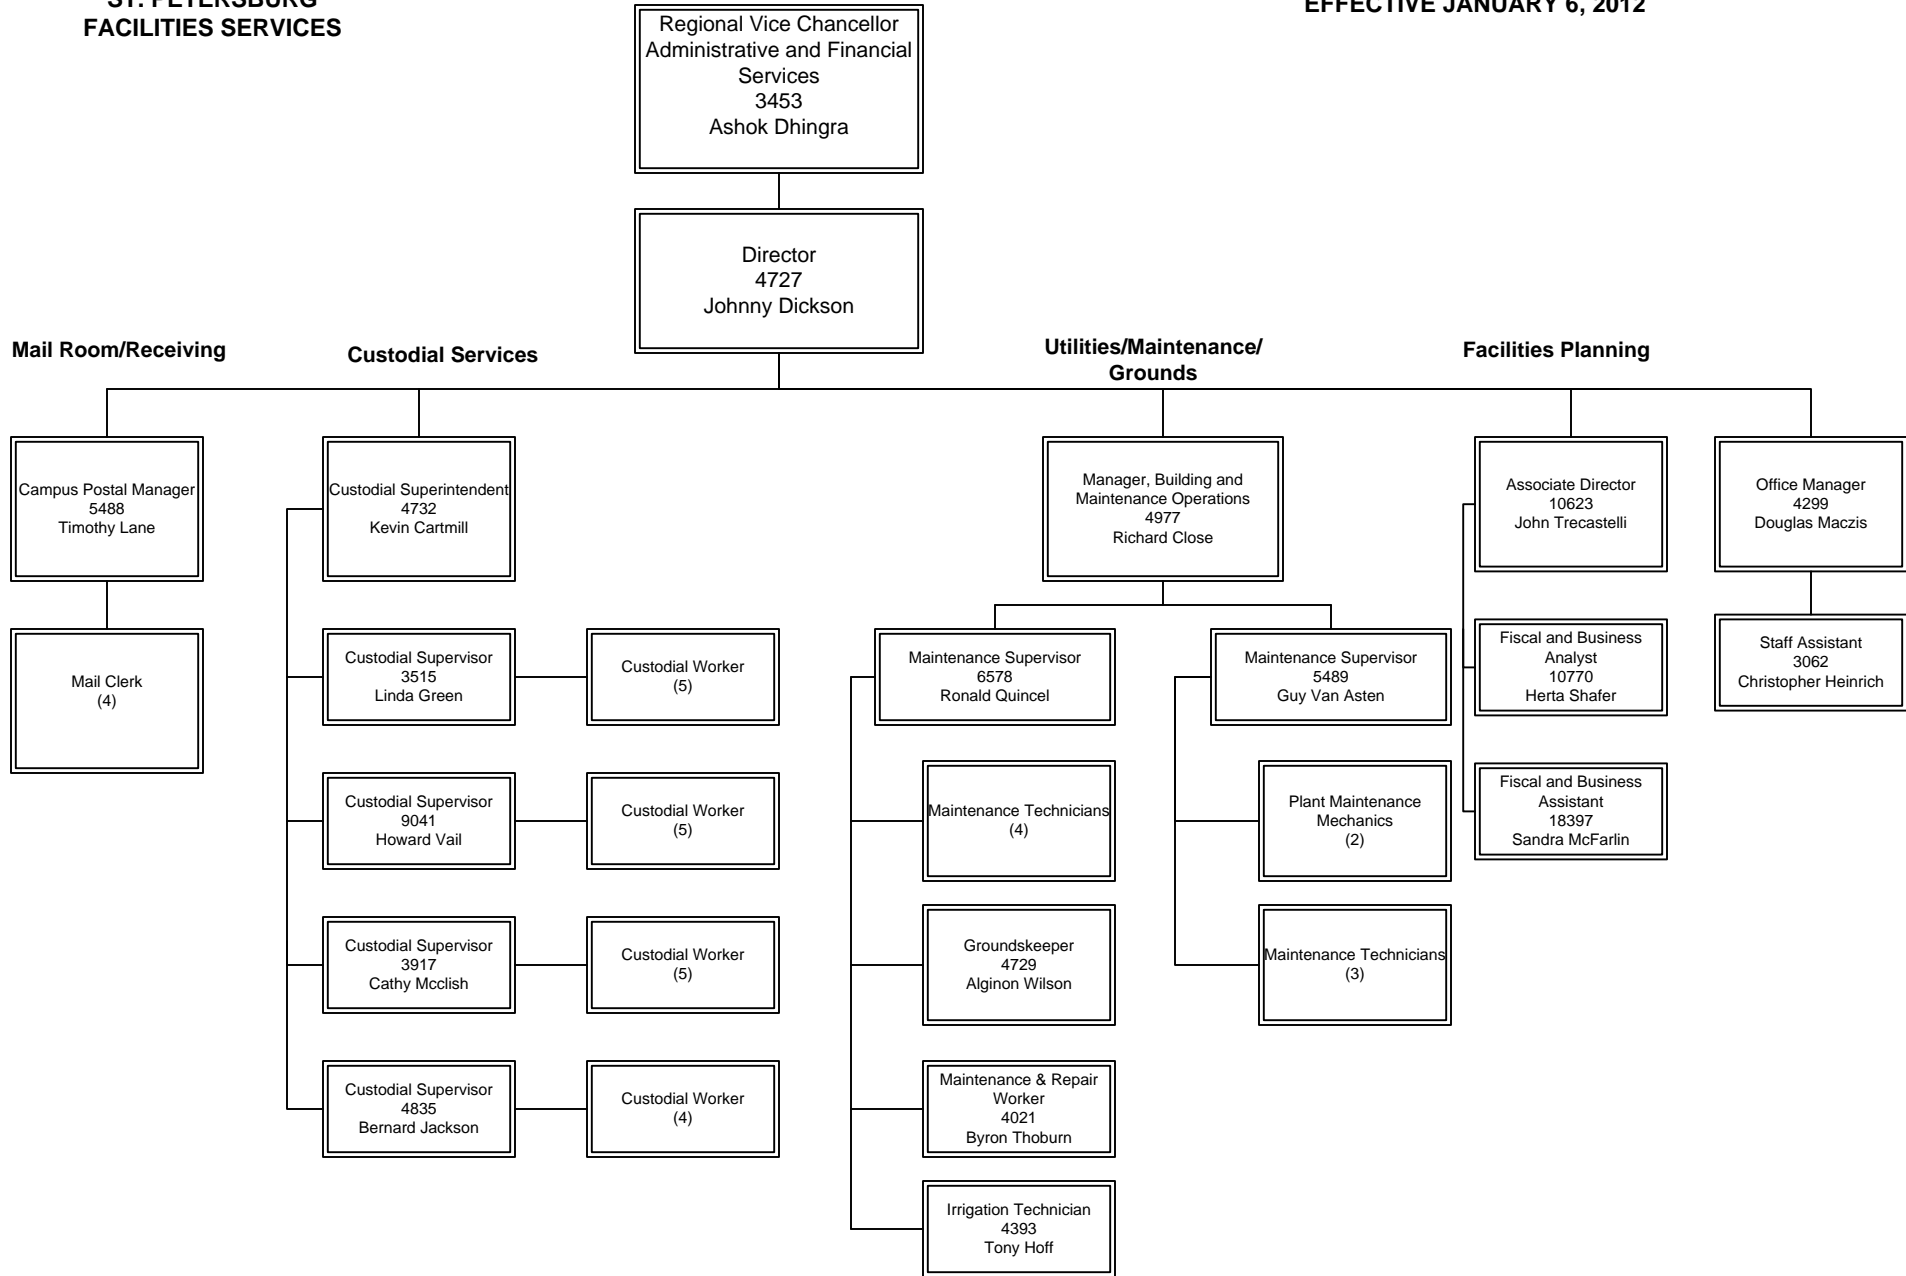 ST. PETERSBURG
FACILITIES SERVICES
EFFECTIVE JANUARY 6, 2012
Regional Vice Chancellor
Administrative and Financial
Services
3453
Ashok Dhingra
Director
4727
Johnny Dickson
Mail Room/Receiving
Custodial Services
Utilities/Maintenance/
Grounds
Facilities Planning
Campus Postal Manager
5488
Timothy Lane
Custodial Superintendent
4732
Kevin Cartmill
Manager, Building and
Maintenance Operations
4977
Richard Close
Associate Director
10623
John Trecastelli
Office Manager
4299
Douglas Maczis
Mail Clerk
(4)
Custodial Supervisor
3515
Linda Green
Custodial Worker
(5)
Maintenance Supervisor
6578
Ronald Quincel
Maintenance Supervisor
5489
Guy Van Asten
Fiscal and Business
Analyst
10770
Herta Shafer
Staff Assistant
3062
Christopher Heinrich
Custodial Supervisor
9041
Howard Vail
Custodial Worker
(5)
Maintenance Technicians
(4)
Plant Maintenance
Mechanics
(2)
Fiscal and Business
Assistant
18397
Sandra McFarlin
Custodial Supervisor
3917
Cathy Mcclish
Custodial Worker
(5)
Groundskeeper
4729
Alginon Wilson
Maintenance Technicians
(3)
Custodial Supervisor
4835
Bernard Jackson
Custodial Worker
(4)
Maintenance & Repair
Worker
4021
Byron Thoburn
Irrigation Technician
4393
Tony Hoff